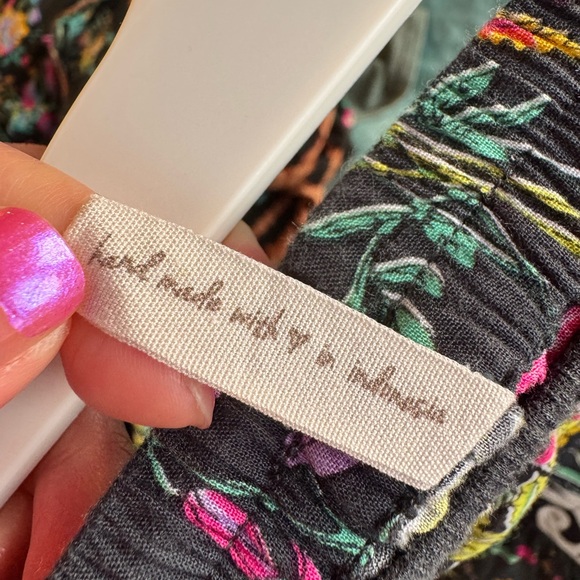 hand made with ♥ in indonesia